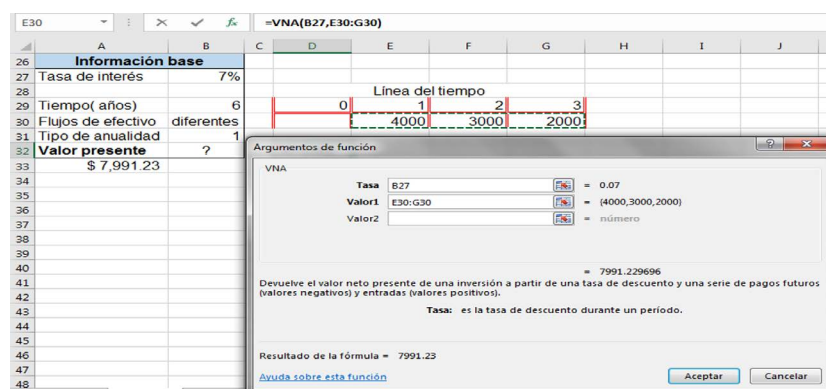 E30 fx =VNA(B27,E30:G30)
A B C D E F G H I J
26 Información base
27 Tasa de interés 7%
28 Línea del tiempo
29 Tiempo( años) 6 0 1 2 3
30 Flujos de efectivo diferentes 4000 3000 2000
31 Tipo de anualidad 1
32 Valor presente ?
33 $ 7,991.23
34
35
36
37
38
39
40
41
42
43
44
45
46
47
48
Argumentos de función
VNA
Tasa B27 = 0.07
Valor1 E30:G30 = {4000,3000,2000}
Valor2 = número
= 7991.229696
Devuelve el valor neto presente de una inversión a partir de una tasa de descuento y una serie de pagos futuros
(valores negativos) y entradas (valores positivos).
Tasa: es la tasa de descuento durante un período.
Resultado de la fórmula = 7991.23
Ayuda sobre esta función Aceptar Cancelar